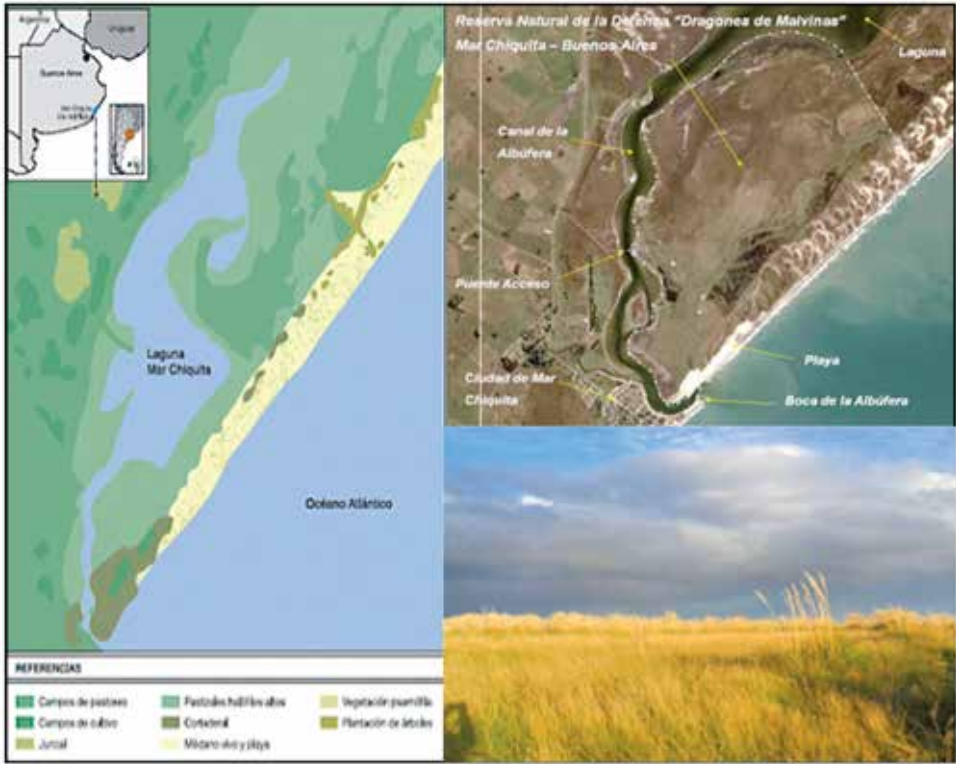 Argentina
Uruguay
Buenos Aires
Laguna
Mar Chiquita
Océano Atlántico
REFERENCIAS
Campos de pastoreo
Campos de cultivo
Juncal
Pastizales halófilos altos
Cortaderal
Médano vivo y playa
Vegetación psamófila
Plantación de árboles
Reserva Natural de la Defensa "Dragones de Malvinas"
Mar Chiquita – Buenos Aires
Laguna
Canal de la
Albúfera
Puente Acceso
Ciudad de Mar
Chiquita
Playa
Boca de la Albúfera